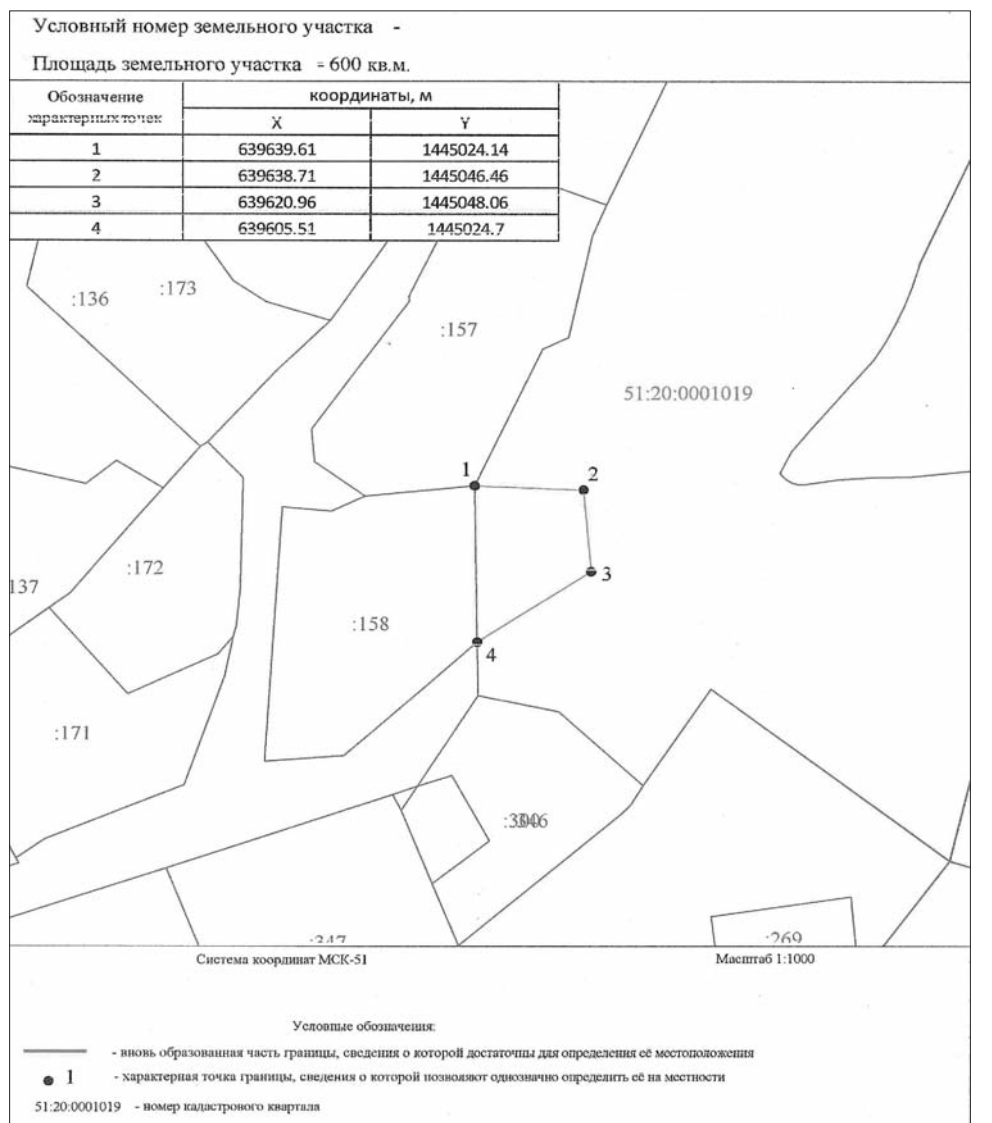 Условный номер земельного участка -
Площадь земельного участка = 600 кв.м.
Обозначение характерных точек | координаты, м
X | Y
1 | 639639.61 | 1445024.14
2 | 639638.71 | 1445046.46
3 | 639620.96 | 1445048.06
4 | 639605.51 | 1445024.7
:136
:173
:157
51:20:0001019
1
2
:172
137
3
:158
4
:171
:247
:269
Система координат МСК-51
Масштаб 1:1000
Условные обозначения:
- вновь образованная часть границы, сведения о которой достаточны для определения её местоположения
1 - характерная точка границы, сведения о которой позволяют однозначно определить её на местности
51:20:0001019 - номер кадастрового квартала